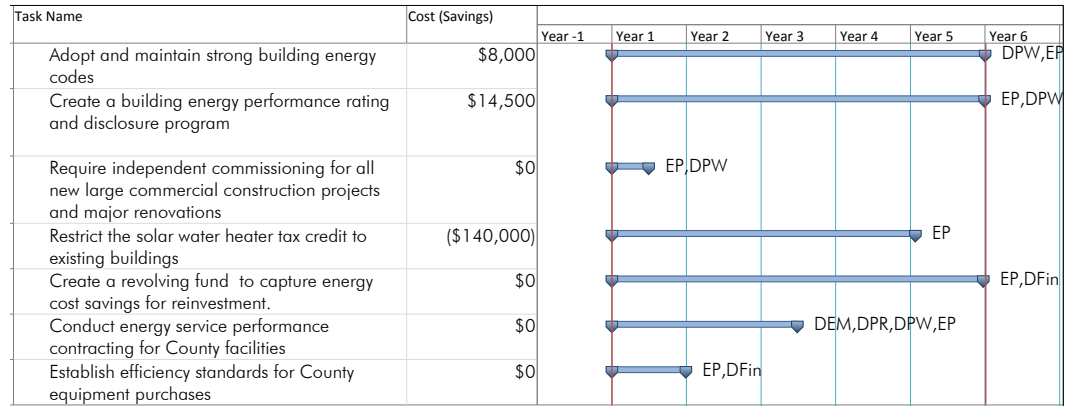 Task Name Cost (Savings)
Year -1 Year 1 Year 2 Year 3 Year 4 Year 5 Year 6
Adopt and maintain strong building energy $8,000 DPW,EP
codes
Create a building energy performance rating $14,500 EP,DPW
and disclosure program
Require independent commissioning for all $0 EP,DPW
new large commercial construction projects
and major renovations
Restrict the solar water heater tax credit to ($140,000) EP
existing buildings
Create a revolving fund to capture energy $0 EP,DFin
cost savings for reinvestment.
Conduct energy service performance $0 DEM,DPR,DPW,EP
contracting for County facilities
Establish efficiency standards for County $0 EP,DFin
equipment purchases